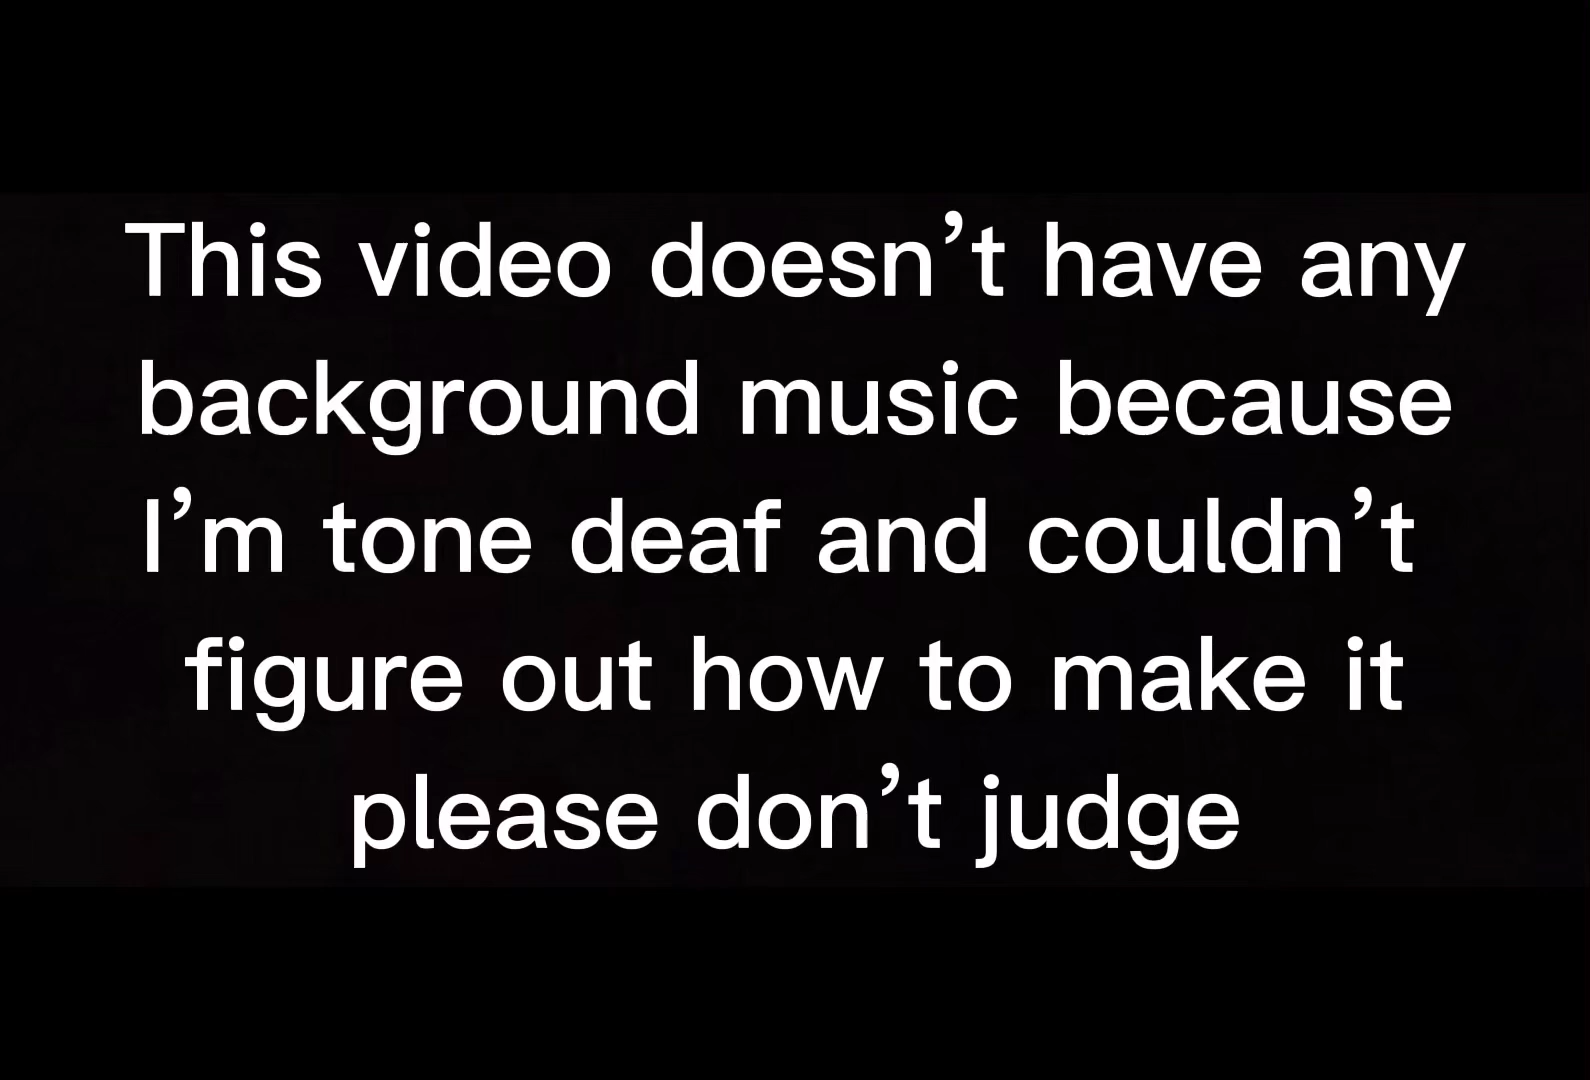 This video doesn’t have any
background music because
I’m tone deaf and couldn’t
figure out how to make it
please don’t judge